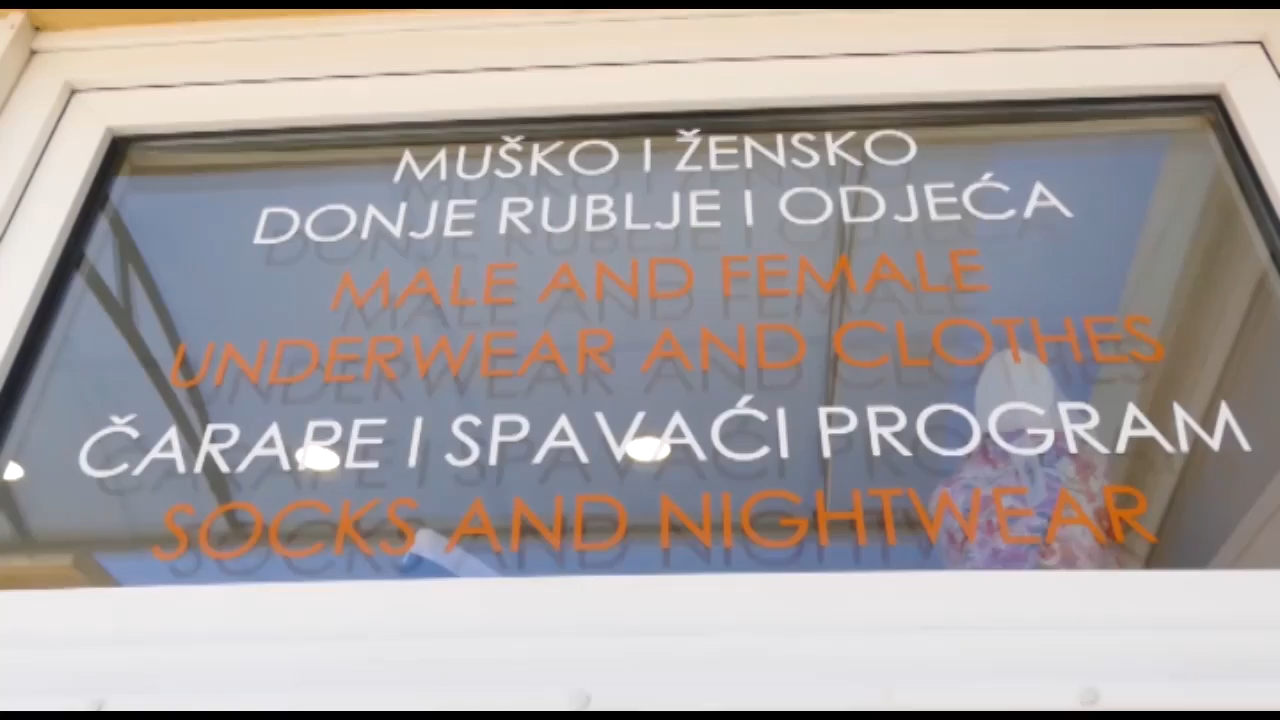 MUŠKO I ŽENSKO
DONJE RUBLJE I ODJEĆA
MALE AND FEMALE
UNDERWEAR AND CLOTHES
ČARAPE I SPAVAĆI PROGRAM
SOCKS AND NIGHTWEAR